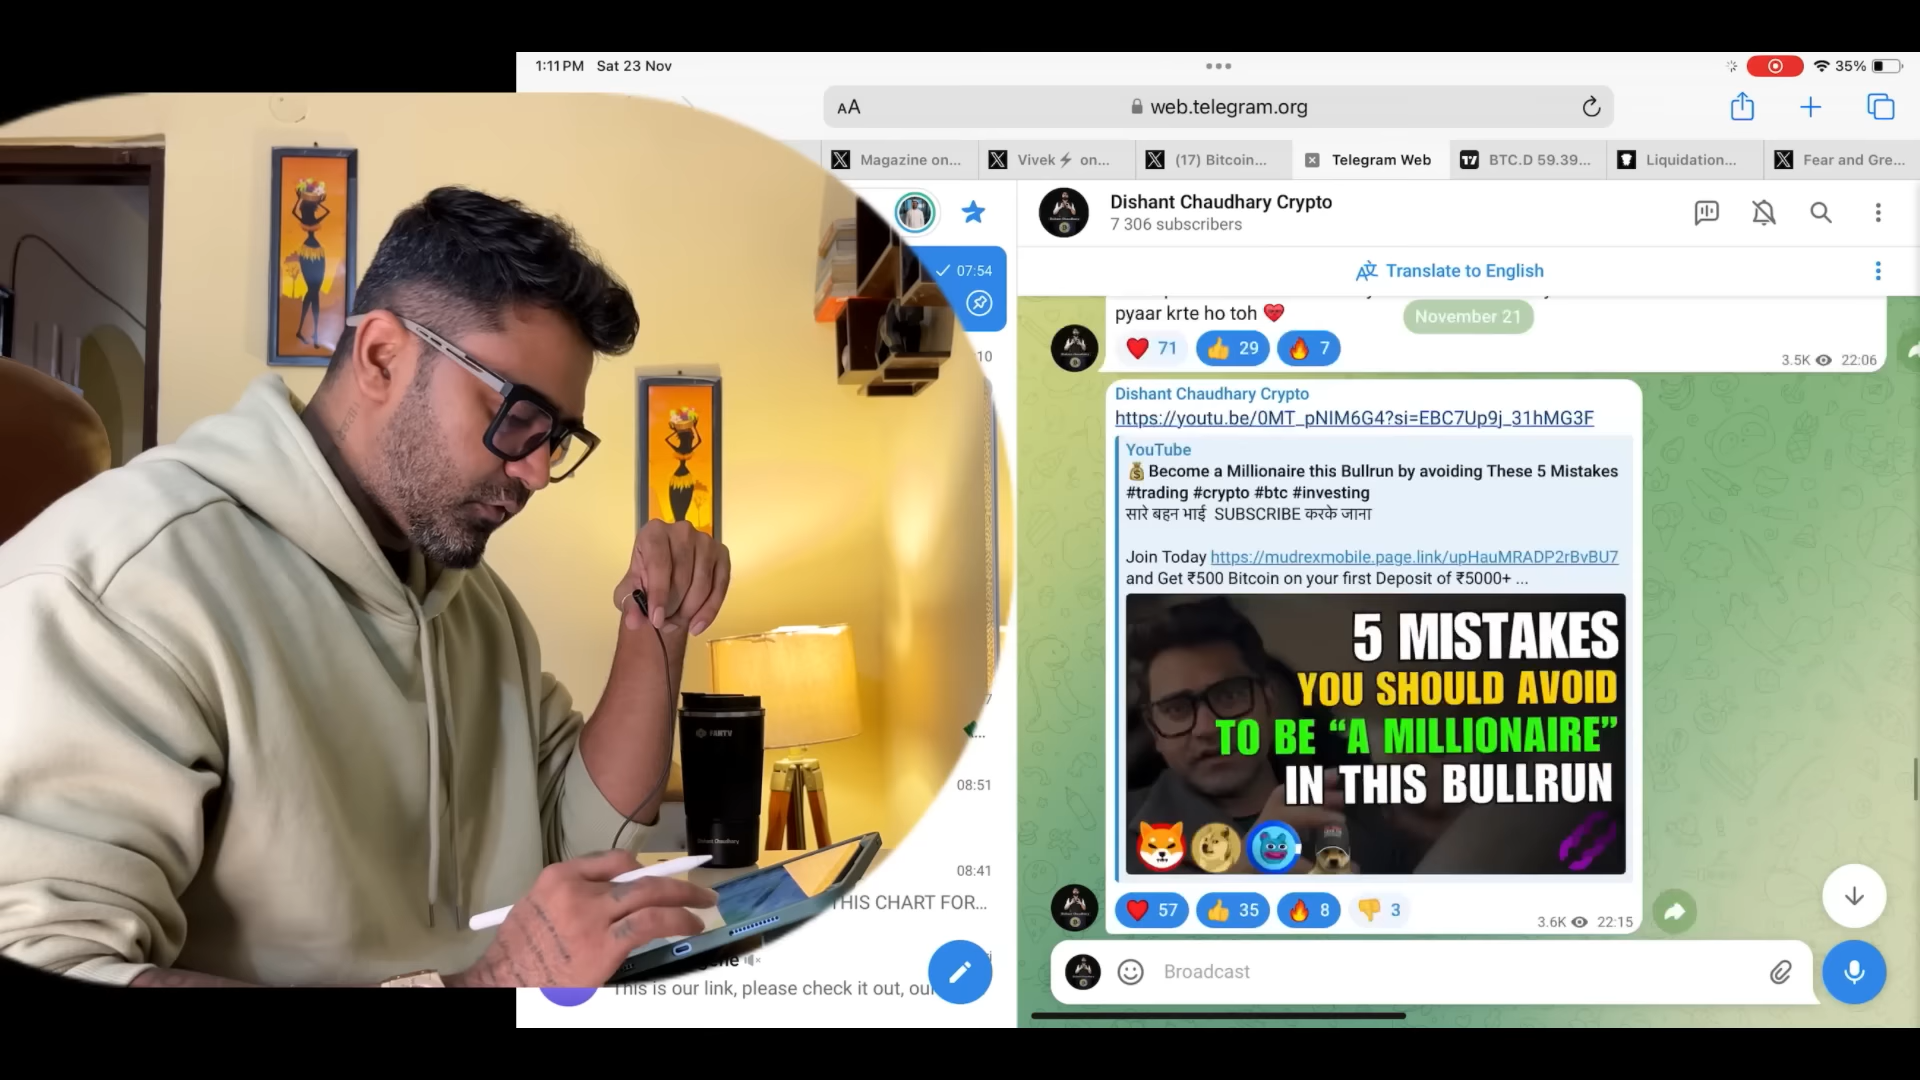 1:11 PM Sat 23 Nov
35%
AA
web.telegram.org
Magazine on...
Vivek⚡ on...
(17) Bitcoin...
Telegram Web
BTC.D 59.39...
Liquidation...
Fear and Gre...
Dishant Chaudhary Crypto
7 306 subscribers
Translate to English
07:54
10
08:51
08:41
THIS CHART FOR...
This is our link, please check it out, our
pyaar krte ho toh 💝
November 21
❤️ 71 👍 29 🔥 7
3.5K 22:06
Dishant Chaudhary Crypto
https://youtu.be/0MT_pNIM6G4?si=EBC7Up9j_31hMG3F
YouTube
💰Become a Millionaire this Bullrun by avoiding These 5 Mistakes
#trading #crypto #btc #investing
सारे बहन भाई SUBSCRIBE करके जाना
Join Today https://mudrexmobile.page.link/upHauMRADP2rBvBU7
and Get ₹500 Bitcoin on your first Deposit of ₹5000+ ...
5 MISTAKES
YOU SHOULD AVOID
TO BE “A MILLIONAIRE”
IN THIS BULLRUN
❤️ 57 👍 35 🔥 8 👎 3
3.6K 22:15
Broadcast
FANTV
Dishant Chaudhary